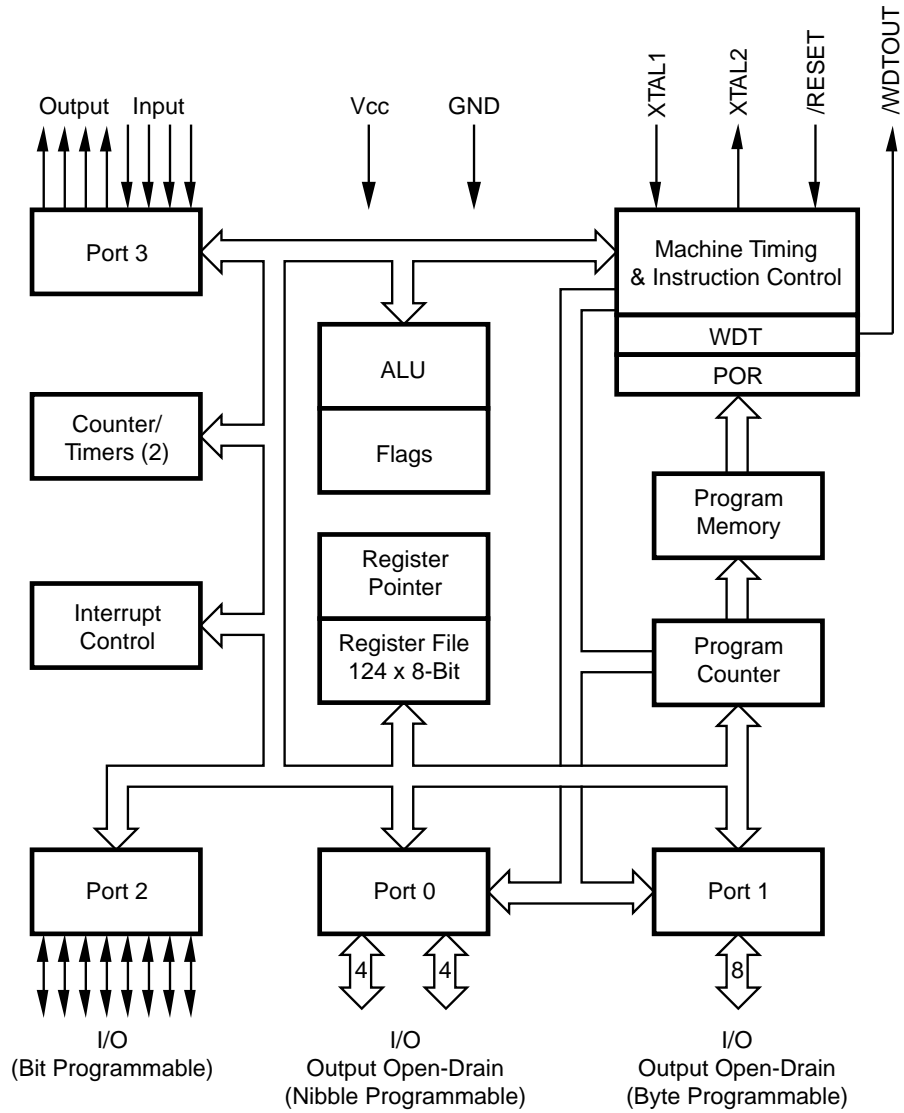 Output
Input
Vcc
GND
XTAL1
XTAL2
/RESET
/WDTOUT
Port 3
Machine Timing
& Instruction Control
WDT
POR
ALU
Flags
Counter/
Timers (2)
Program
Memory
Register
Pointer
Register File
124 x 8-Bit
Interrupt
Control
Program
Counter
Port 2
Port 0
Port 1
4
4
8
I/O
(Bit Programmable)
I/O
Output Open-Drain
(Nibble Programmable)
I/O
Output Open-Drain
(Byte Programmable)